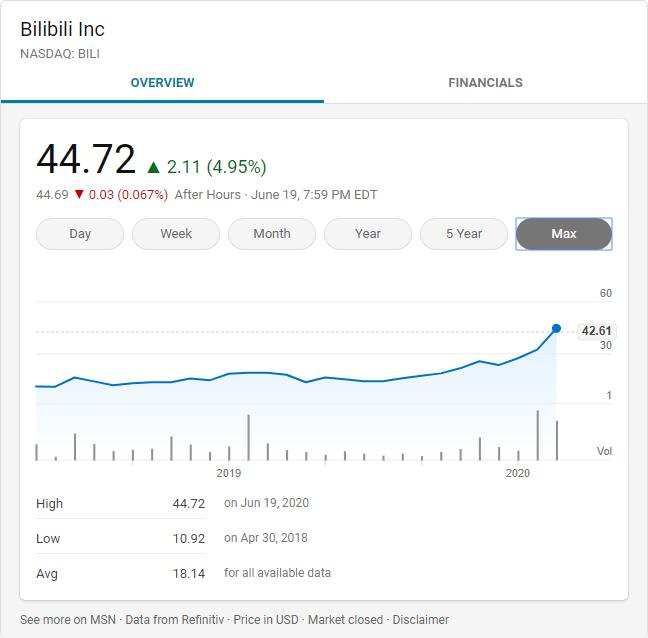 Bilibili Inc
NASDAQ: BILI
OVERVIEW FINANCIALS
44.72 ▲ 2.11 (4.95%)
44.69 ▼ 0.03 (0.067%) After Hours · June 19, 7:59 PM EDT
Day Week Month Year 5 Year Max
60
42.61
30
1
Vol
2019 2020
High 44.72 on Jun 19, 2020
Low 10.92 on Apr 30, 2018
Avg 18.14 for all available data
See more on MSN · Data from Refinitiv · Price in USD · Market closed · Disclaimer